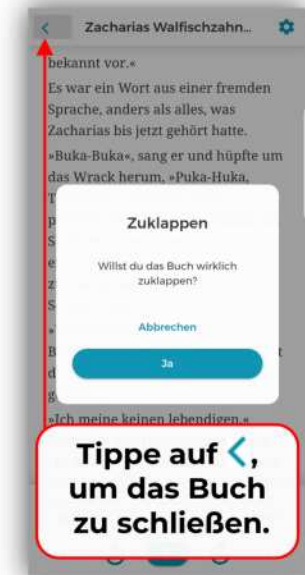 < Zacharias Walfischzahn...
bekannt vor.«
Es war ein Wort aus einer fremden
Sprache, anders als alles, was
Zacharias bis jetzt gehört hatte.
»Buka-Buka«, sang er und hüpfte um
das Wrack herum, »Puka-Huka,
Zuklappen
Willst du das Buch wirklich
zuklappen?
Abbrechen
Ja
»Ich meine keinen lebendigen.«
Tippe auf <,
um das Buch
zu schließen.